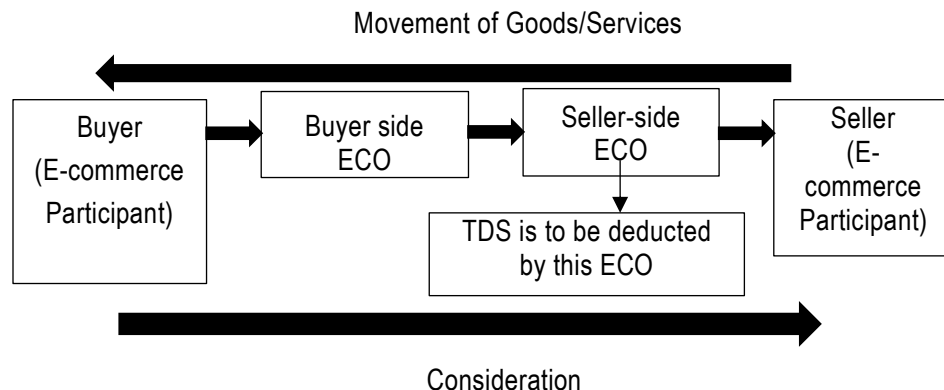 Movement of Goods/Services
Buyer
(E-commerce
Participant)
Buyer side
ECO
Seller-side
ECO
Seller
(E-
commerce
Participant)
TDS is to be deducted
by this ECO
Consideration